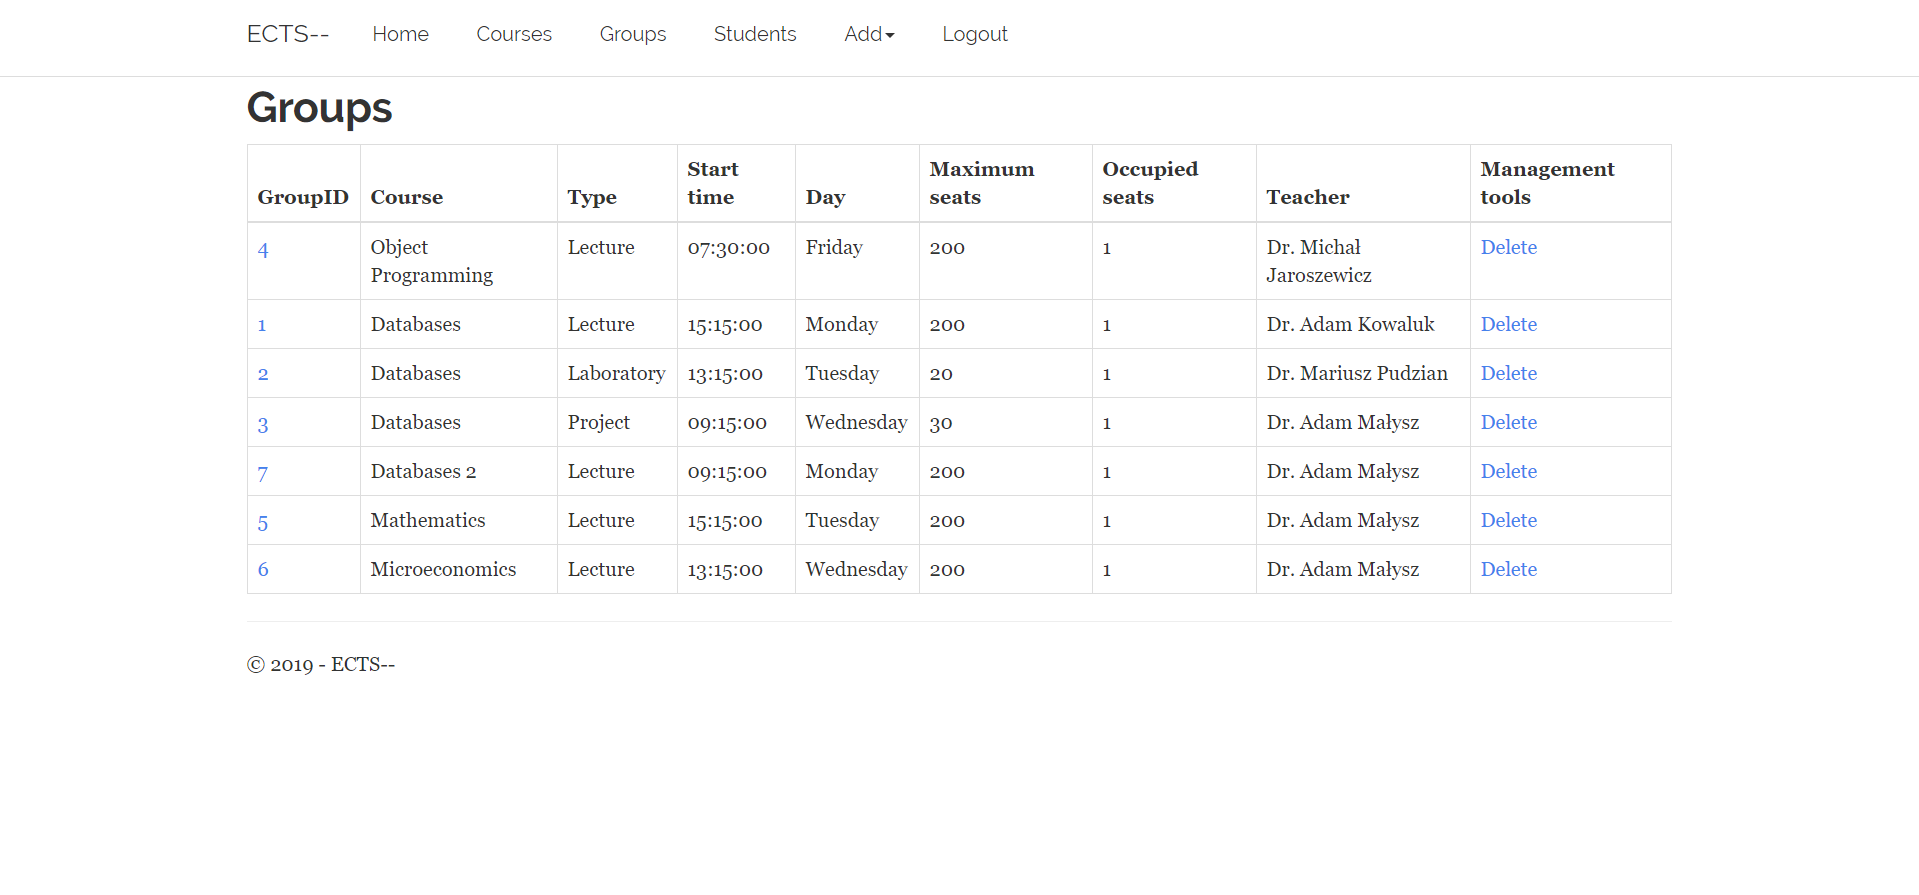 ECTS-- Home Courses Groups Students Add Logout
Groups
GroupID Course Type Start time Day Maximum seats Occupied seats Teacher Management tools
4 Object Programming Lecture 07:30:00 Friday 200 1 Dr. Michał Jaroszewicz Delete
1 Databases Lecture 15:15:00 Monday 200 1 Dr. Adam Kowaluk Delete
2 Databases Laboratory 13:15:00 Tuesday 20 1 Dr. Mariusz Pudzian Delete
3 Databases Project 09:15:00 Wednesday 30 1 Dr. Adam Małysz Delete
7 Databases 2 Lecture 09:15:00 Monday 200 1 Dr. Adam Małysz Delete
5 Mathematics Lecture 15:15:00 Tuesday 200 1 Dr. Adam Małysz Delete
6 Microeconomics Lecture 13:15:00 Wednesday 200 1 Dr. Adam Małysz Delete
© 2019 - ECTS--